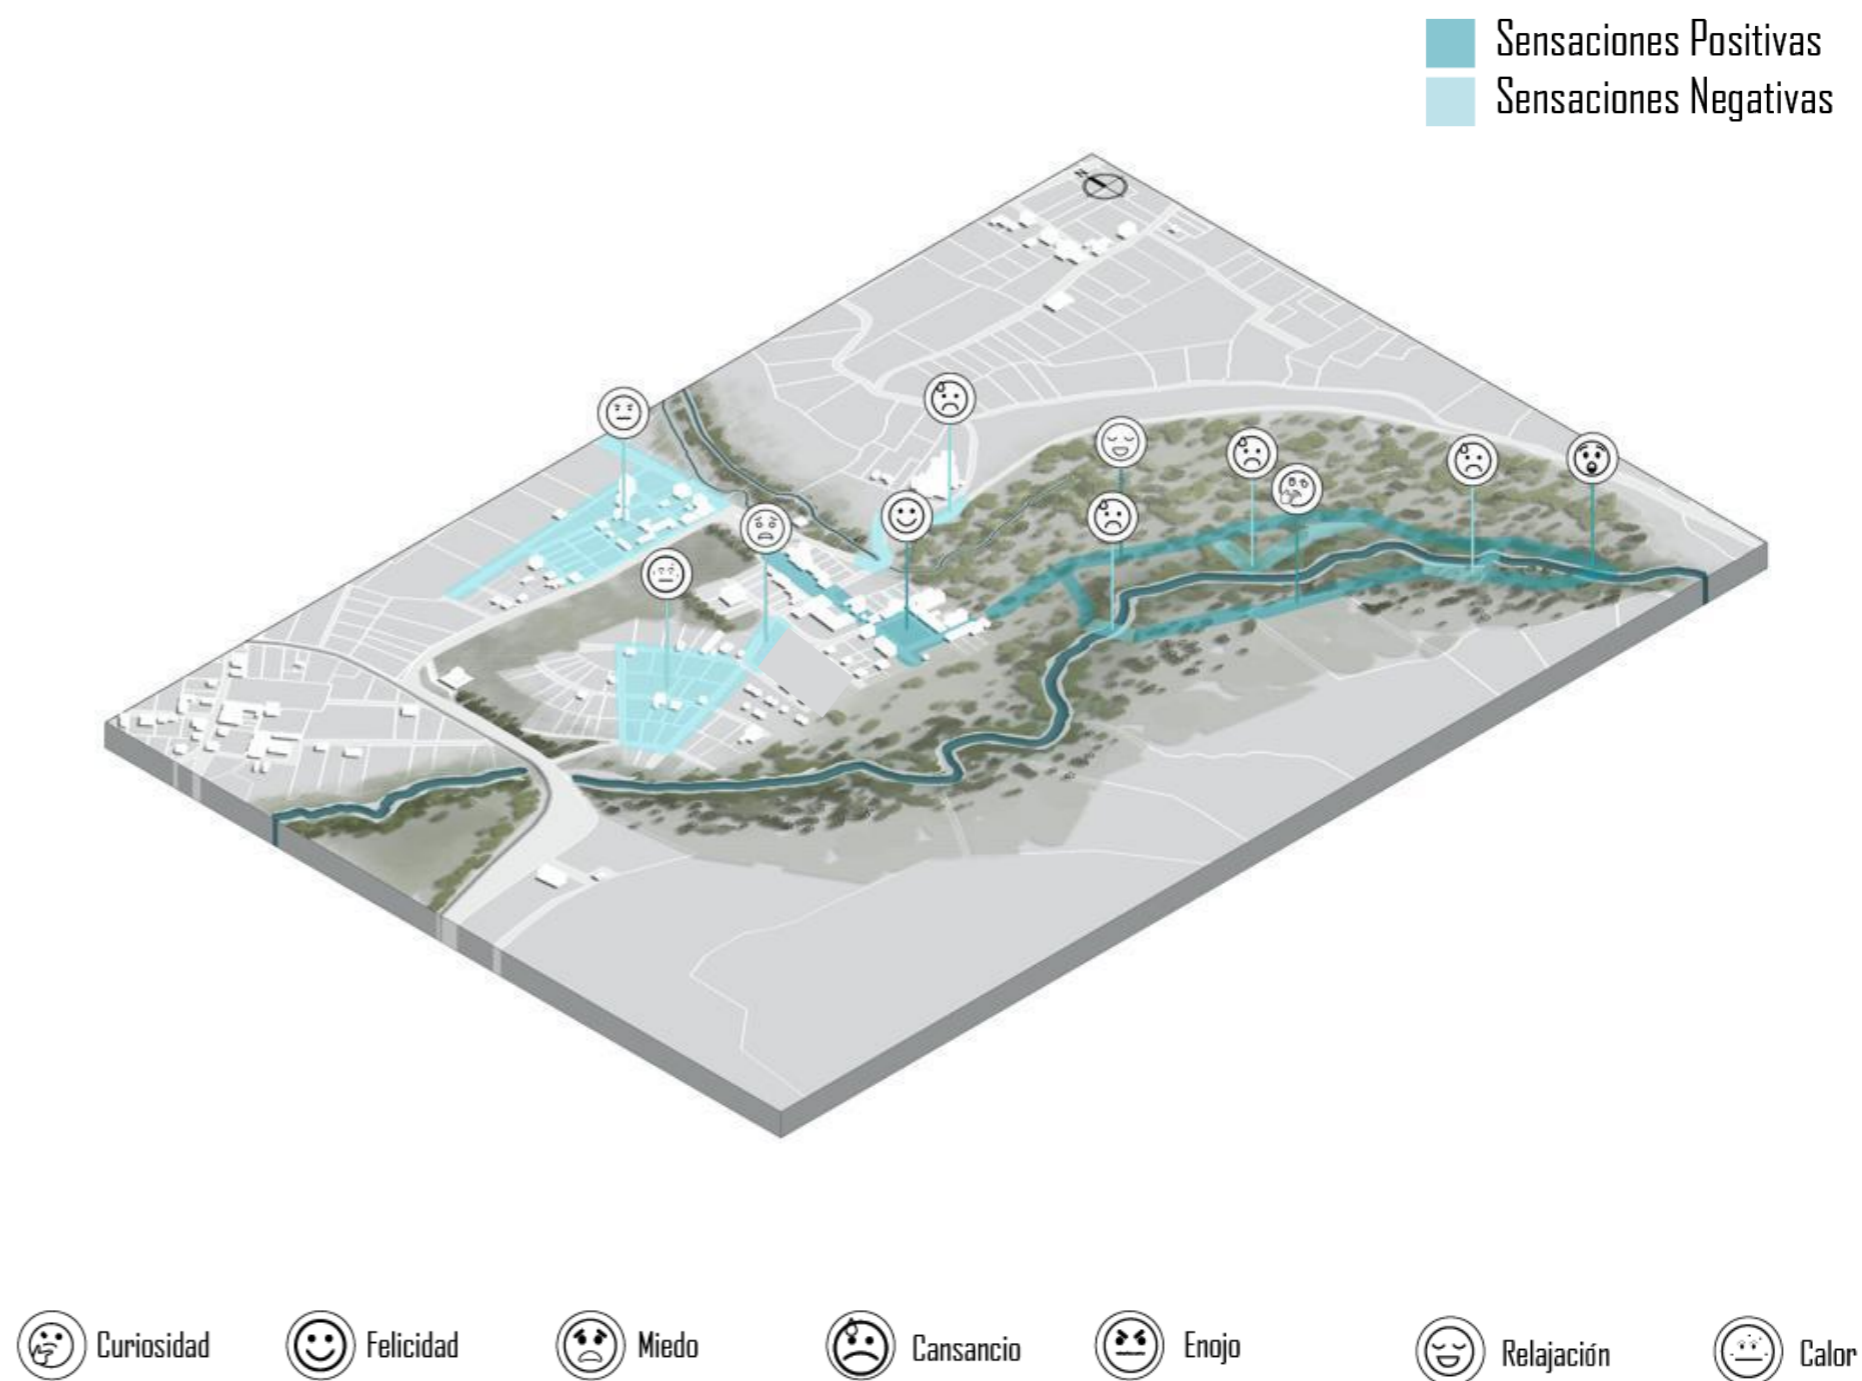 Sensaciones Positivas
Sensaciones Negativas
N
Curiosidad
Felicidad
Miedo
Cansancio
Enojo
Relajación
Calor